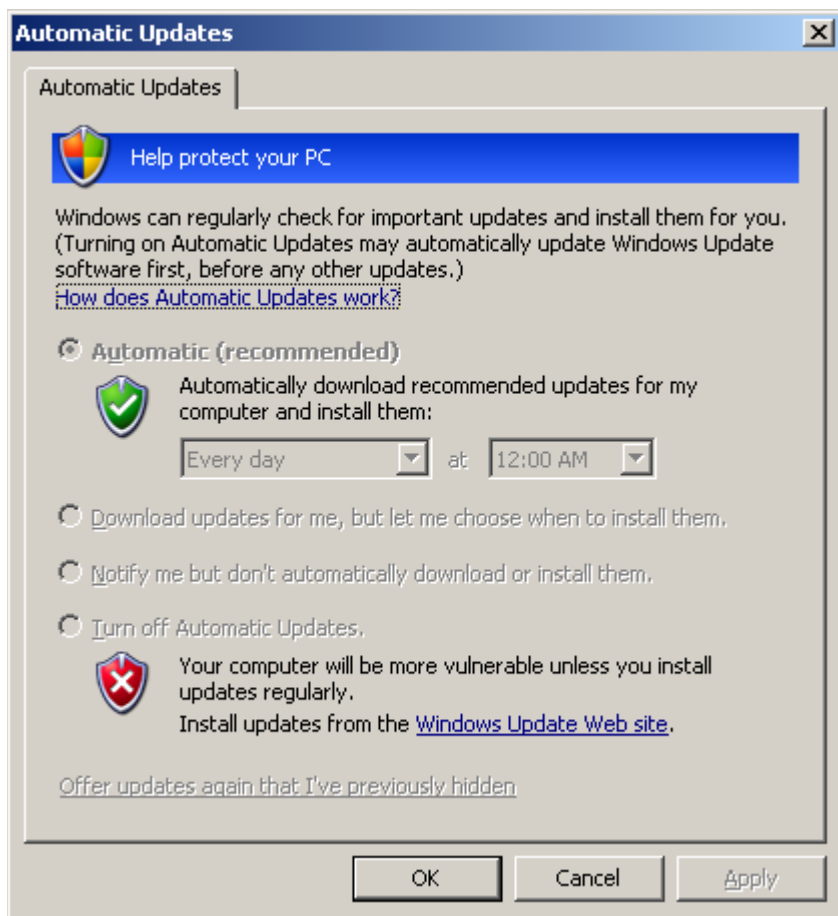 Automatic Updates
Automatic Updates
Help protect your PC
Windows can regularly check for important updates and install them for you.
(Turning on Automatic Updates may automatically update Windows Update
software first, before any other updates.)
How does Automatic Updates work?
Automatic (recommended)
Automatically download recommended updates for my
computer and install them:
Every day at 12:00 AM
Download updates for me, but let me choose when to install them.
Notify me but don't automatically download or install them.
Turn off Automatic Updates.
Your computer will be more vulnerable unless you install
updates regularly.
Install updates from the Windows Update Web site.
Offer updates again that I've previously hidden
OK Cancel Apply